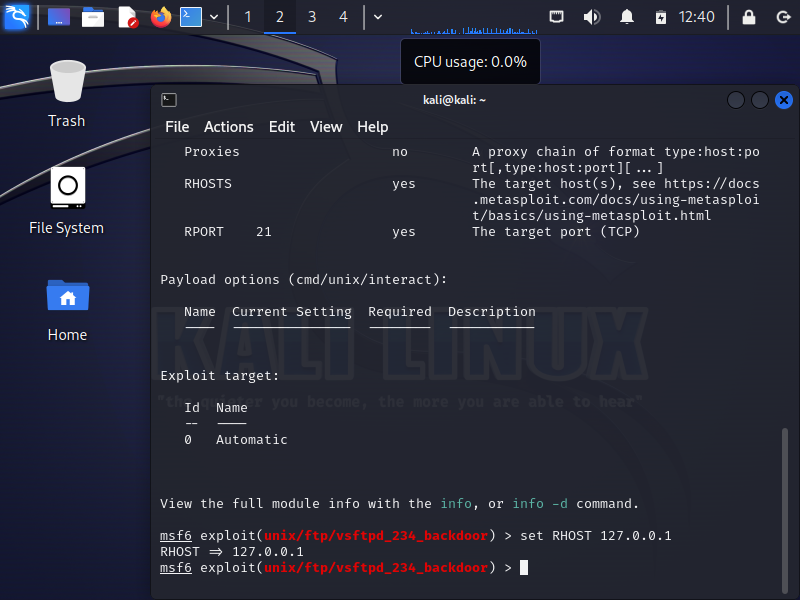 1 2 3 4 12:40
CPU usage: 0.0%
Trash
File System
Home
kali@kali: ~
File Actions Edit View Help
Proxies no A proxy chain of format type:host:po
rt[,type:host:port][...]
RHOSTS yes The target host(s), see https://docs
.metasploit.com/docs/using-metasploi
t/basics/using-metasploit.html
RPORT 21 yes The target port (TCP)
Payload options (cmd/unix/interact):
Name Current Setting Required Description
---- --------------- -------- -----------
Exploit target:
Id Name
-- ----
0 Automatic
View the full module info with the info, or info -d command.
msf6 exploit(unix/ftp/vsftpd_234_backdoor) > set RHOST 127.0.0.1
RHOST => 127.0.0.1
msf6 exploit(unix/ftp/vsftpd_234_backdoor) >
KALI LINUX
"the quieter you become, the more you are able to hear"